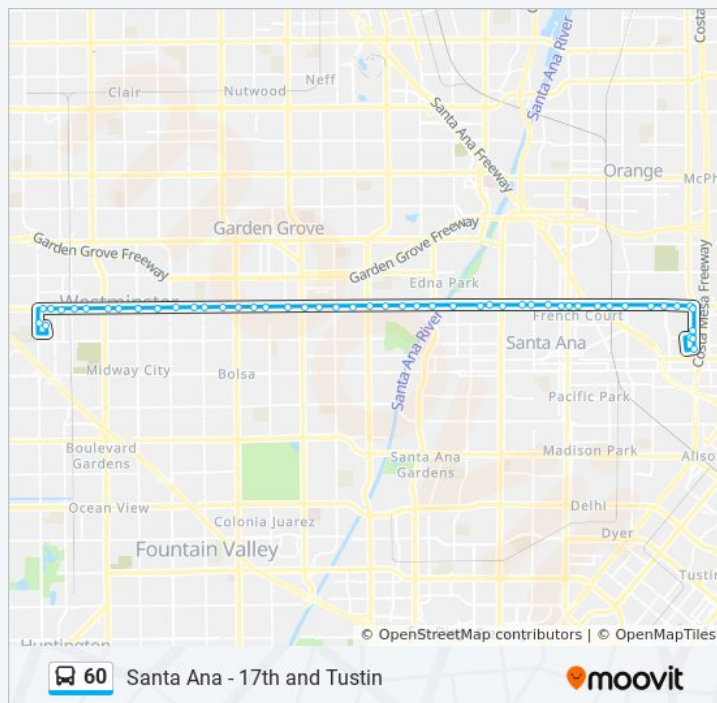 Costa
Santa Ana River
Clair
Nutwood
Neff
Santa Ana Freeway
Orange
McPh
Garden Grove
Garden Grove Freeway
Garden Grove Freeway
Edna Park
Costa Mesa Freeway
Westminster
French Court
Santa Ana
Midway City
Bolsa
Santa Ana River
Pacific Park
Boulevard
Gardens
Santa Ana
Gardens
Madison Park
Aliso
Ocean View
Colonia Juarez
Delhi
Dyer
Fountain Valley
Tustin
Huntington
© OpenStreetMap contributors | © OpenMapTiles
60 Santa Ana - 17th and Tustin
moovit